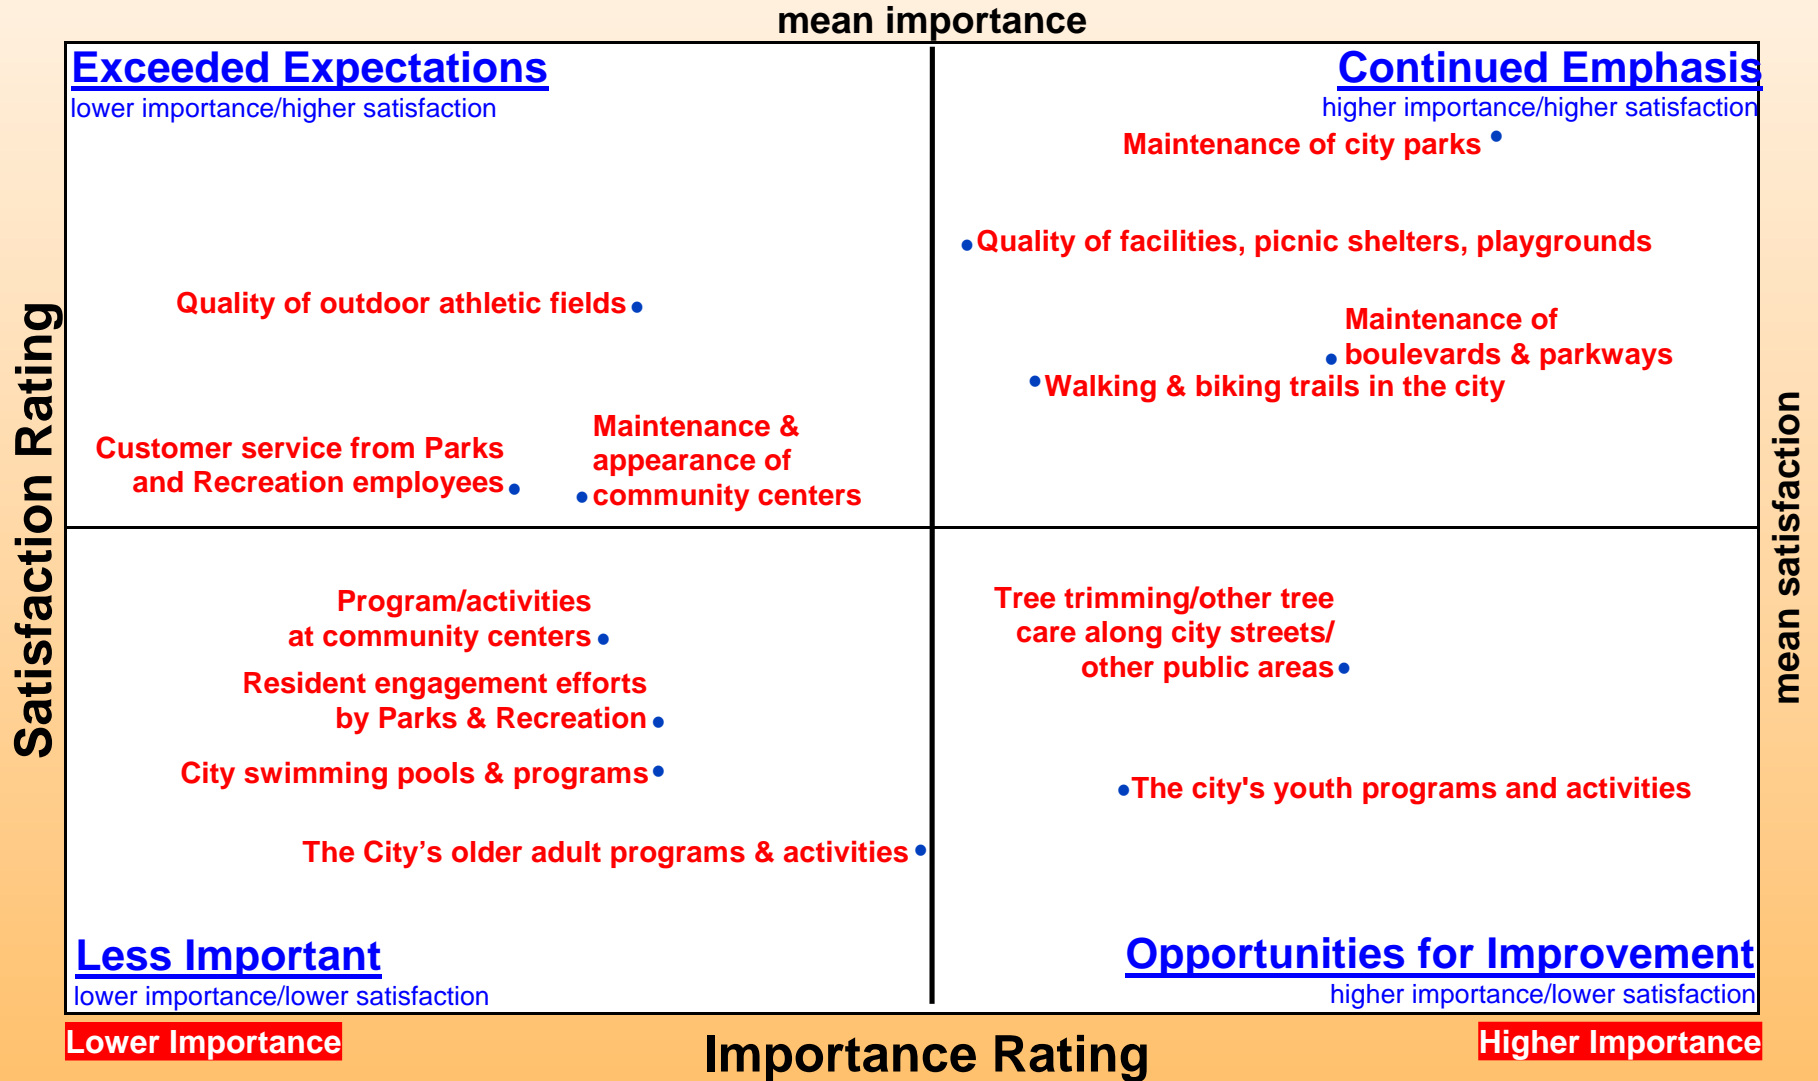 mean importance
Exceeded Expectations
lower importance/higher satisfaction
Continued Emphasis
higher importance/higher satisfaction
Maintenance of city parks
Quality of facilities, picnic shelters, playgrounds
Quality of outdoor athletic fields
Maintenance of
boulevards & parkways
Walking & biking trails in the city
Customer service from Parks
and Recreation employees
Maintenance &
appearance of
community centers
Satisfaction Rating
mean satisfaction
Program/activities
at community centers
Resident engagement efforts
by Parks & Recreation
City swimming pools & programs
The City’s older adult programs & activities
Tree trimming/other tree
care along city streets/
other public areas
The city's youth programs and activities
Less Important
lower importance/lower satisfaction
Opportunities for Improvement
higher importance/lower satisfaction
Lower Importance
Importance Rating
Higher Importance